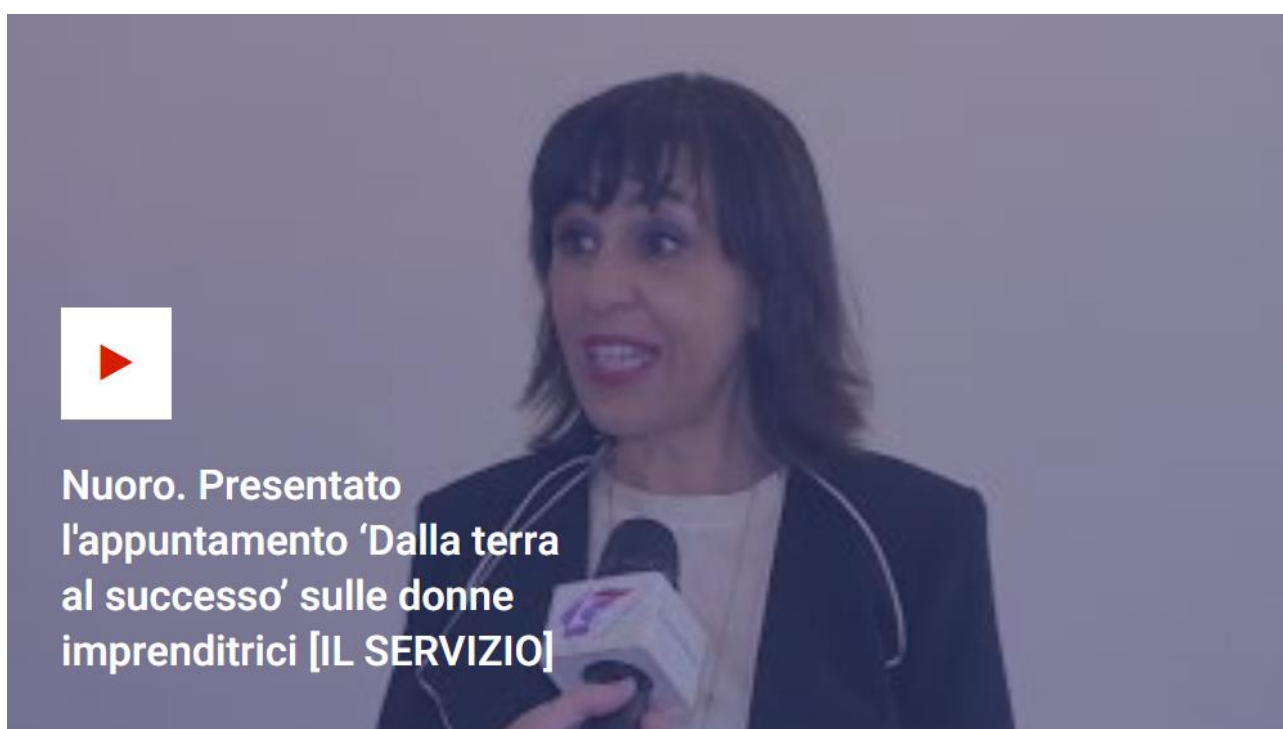 Nuoro. Presentato
l'appuntamento ‘Dalla terra
al successo’ sulle donne
imprenditrici [IL SERVIZIO]